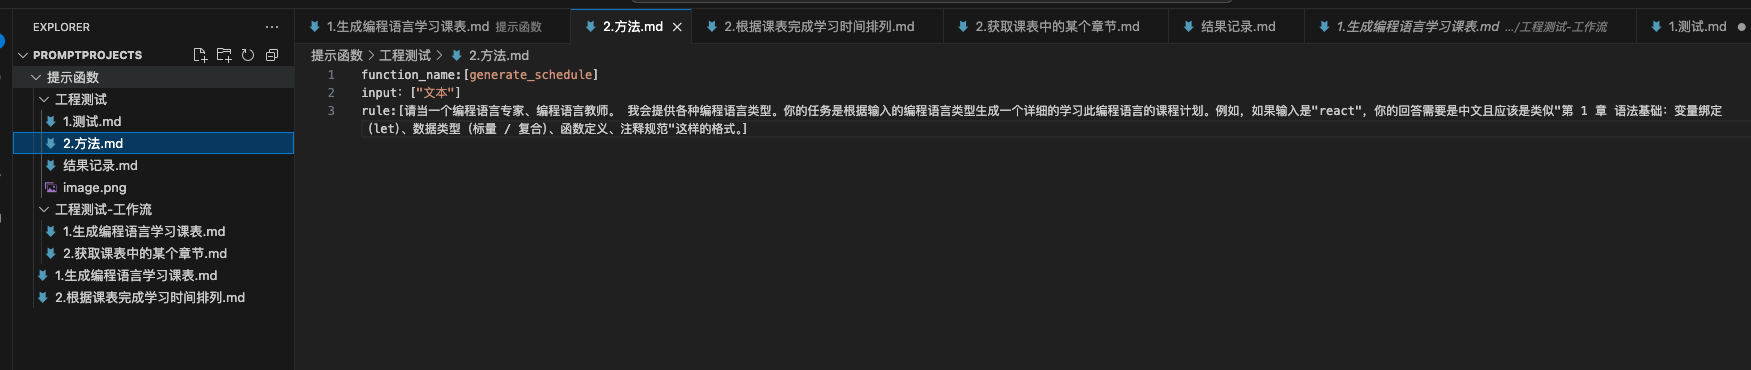 EXPLORER ···
PROMPTPROJECTS
提示函数
工程测试
1.测试.md
2.方法.md
结果记录.md
image.png
工程测试-工作流
1.生成编程语言学习课表.md
2.获取课表中的某个章节.md
1.生成编程语言学习课表.md
2.根据课表完成学习时间排列.md
1.生成编程语言学习课表.md 提示函数 2.方法.md × 2.根据课表完成学习时间排列.md 2.获取课表中的某个章节.md 结果记录.md 1.生成编程语言学习课表.md .../工程测试-工作流 1.测试.md ●
提示函数 > 工程测试 > 2.方法.md
1 function_name:[generate_schedule]
2 input: ["文本"]
3 rule:[请当一个编程语言专家、编程语言教师。 我会提供各种编程语言类型。你的任务是根据输入的编程语言类型生成一个详细的学习此编程语言的课程计划。例如，如果输入是"react"，你的回答需要是中文且应该是类似"第 1 章 语法基础：变量绑定
（let）、数据类型（标量 / 复合）、函数定义、注释规范"这样的格式。]